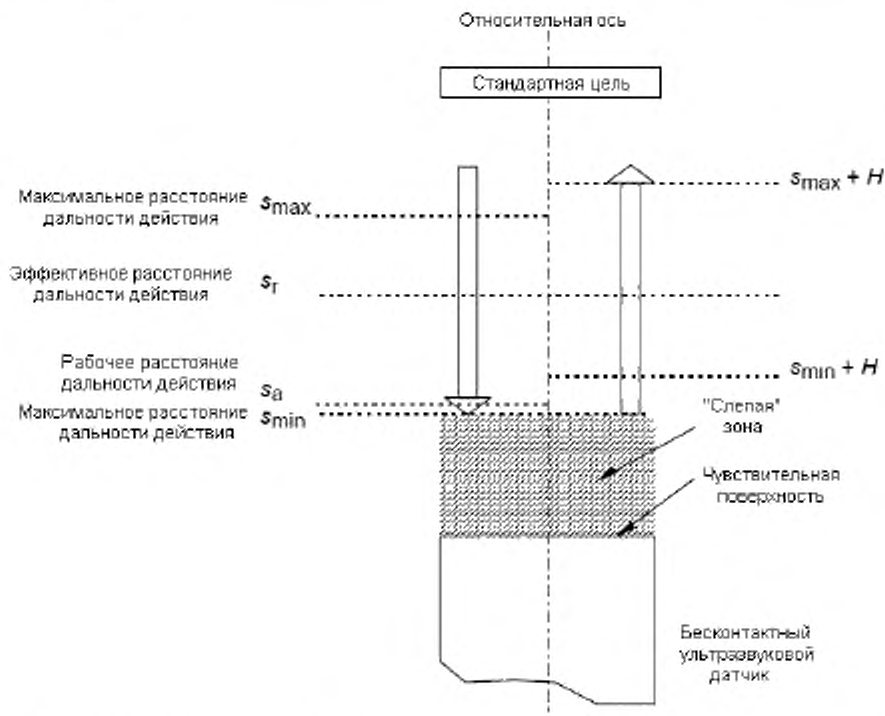 Относительная ось
Стандартная цель
Максимальное расстояние
дальности действия
smax
smax + H
Эффективное расстояние
дальности действия
sr
Рабочее расстояние
дальности действия
sa
smin + H
Максимальное расстояние
дальности действия
smin
"Слепая"
зона
Чувствительная
поверхность
Бесконтактный
ультразвуковой
датчик